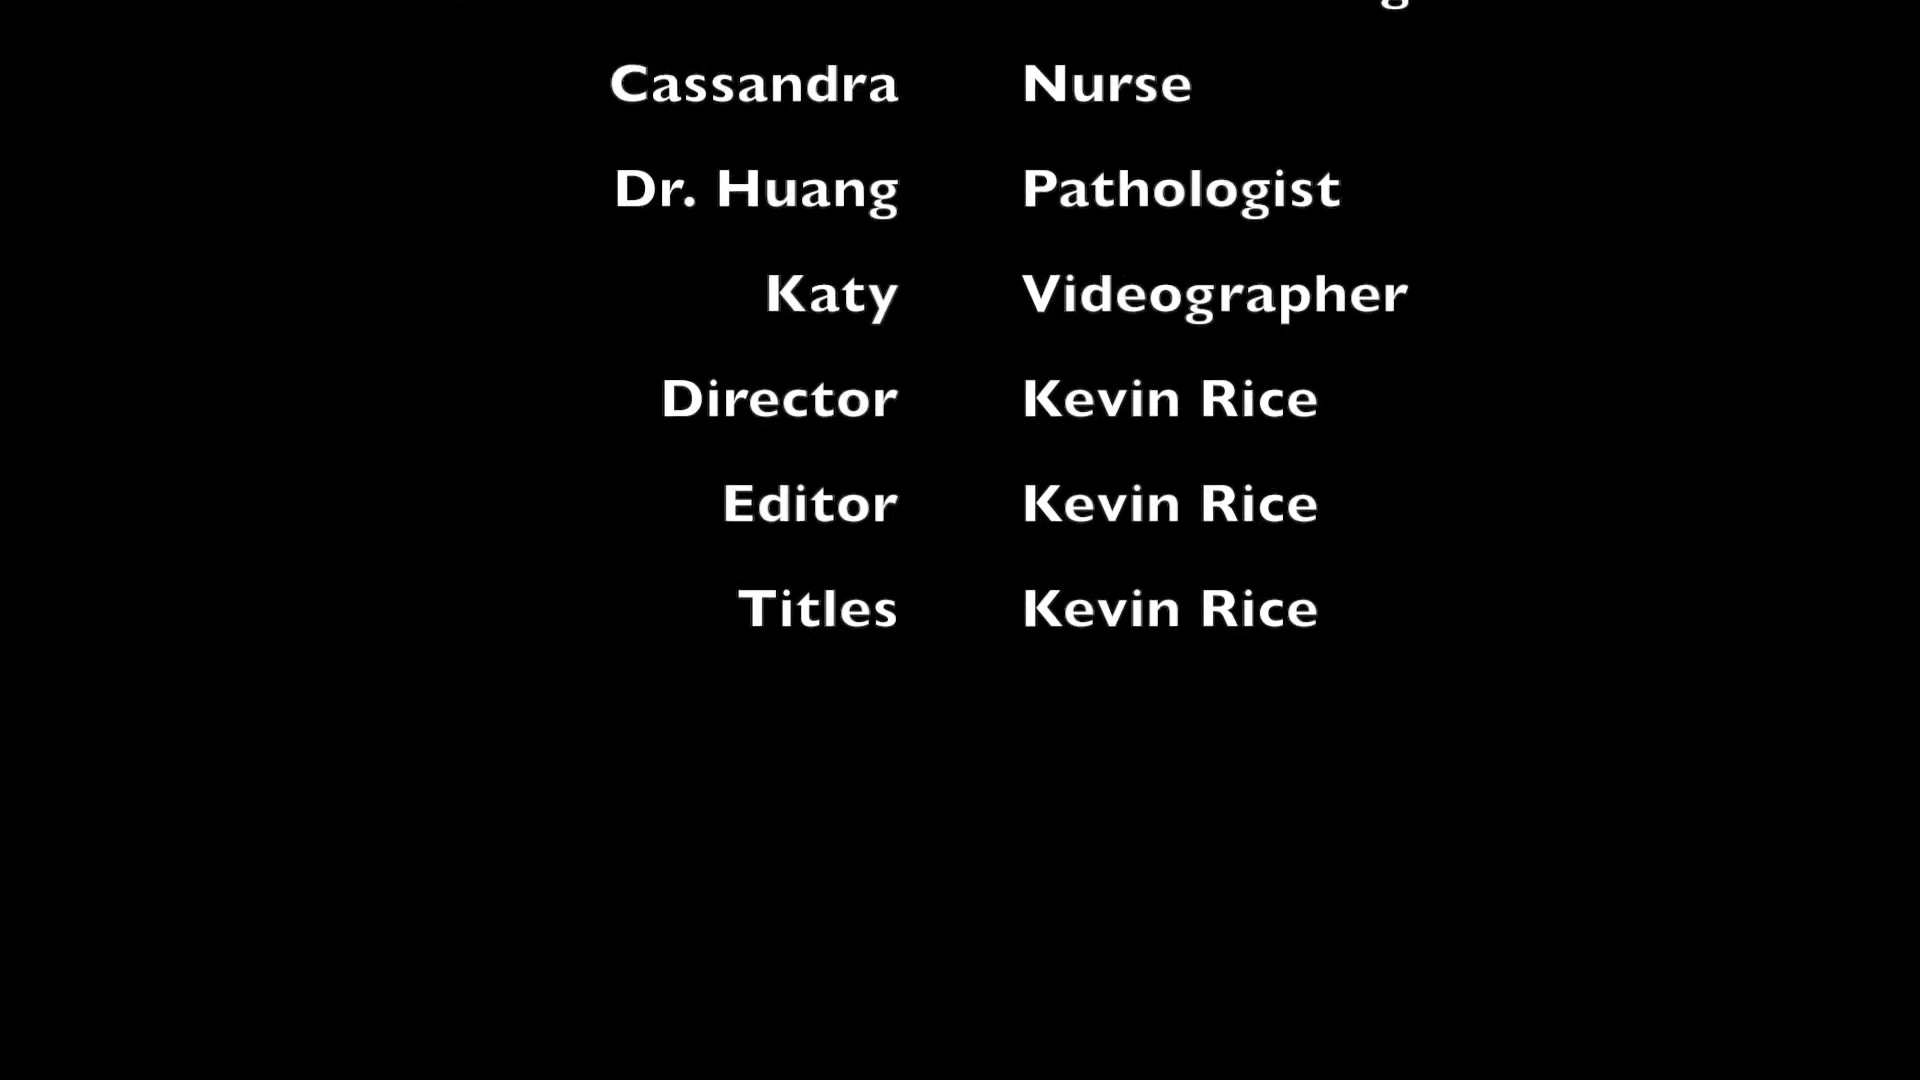 Cassandra Nurse
Dr. Huang Pathologist
Katy Videographer
Director Kevin Rice
Editor Kevin Rice
Titles Kevin Rice